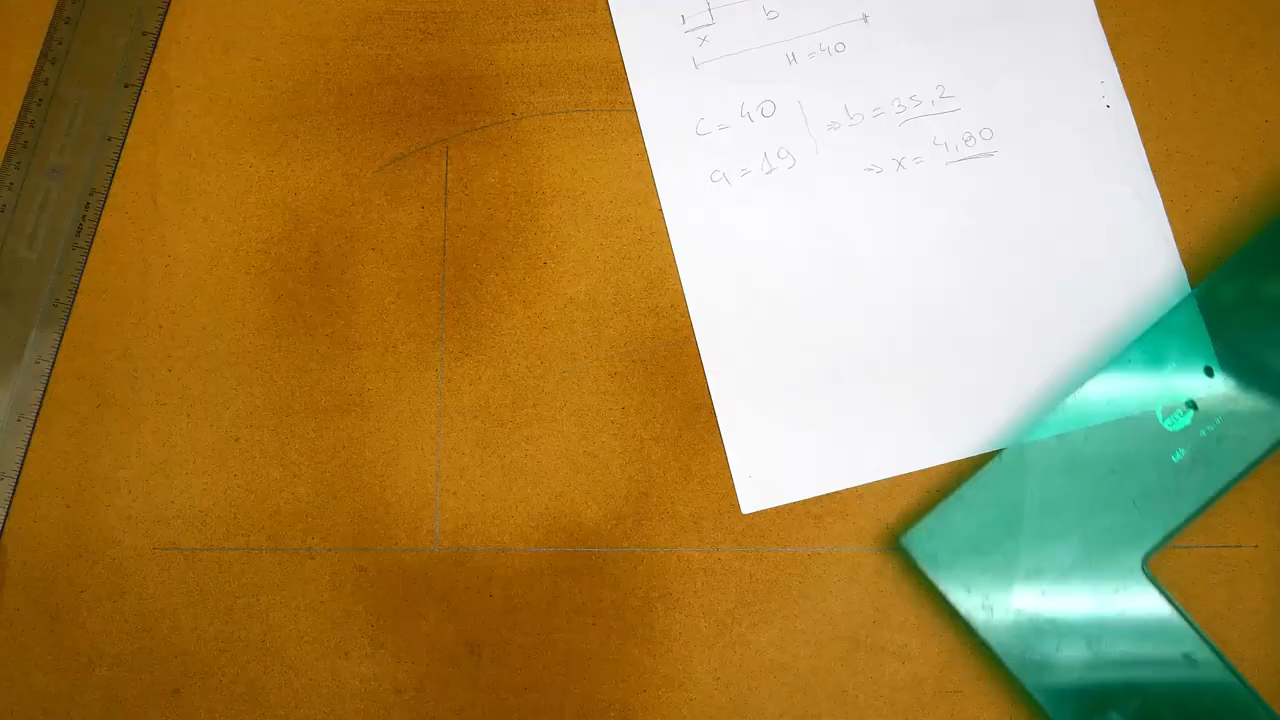 b
x
H = 40
c = 40
⇒ b = 35,2
a = 19
⇒ x = 4,80